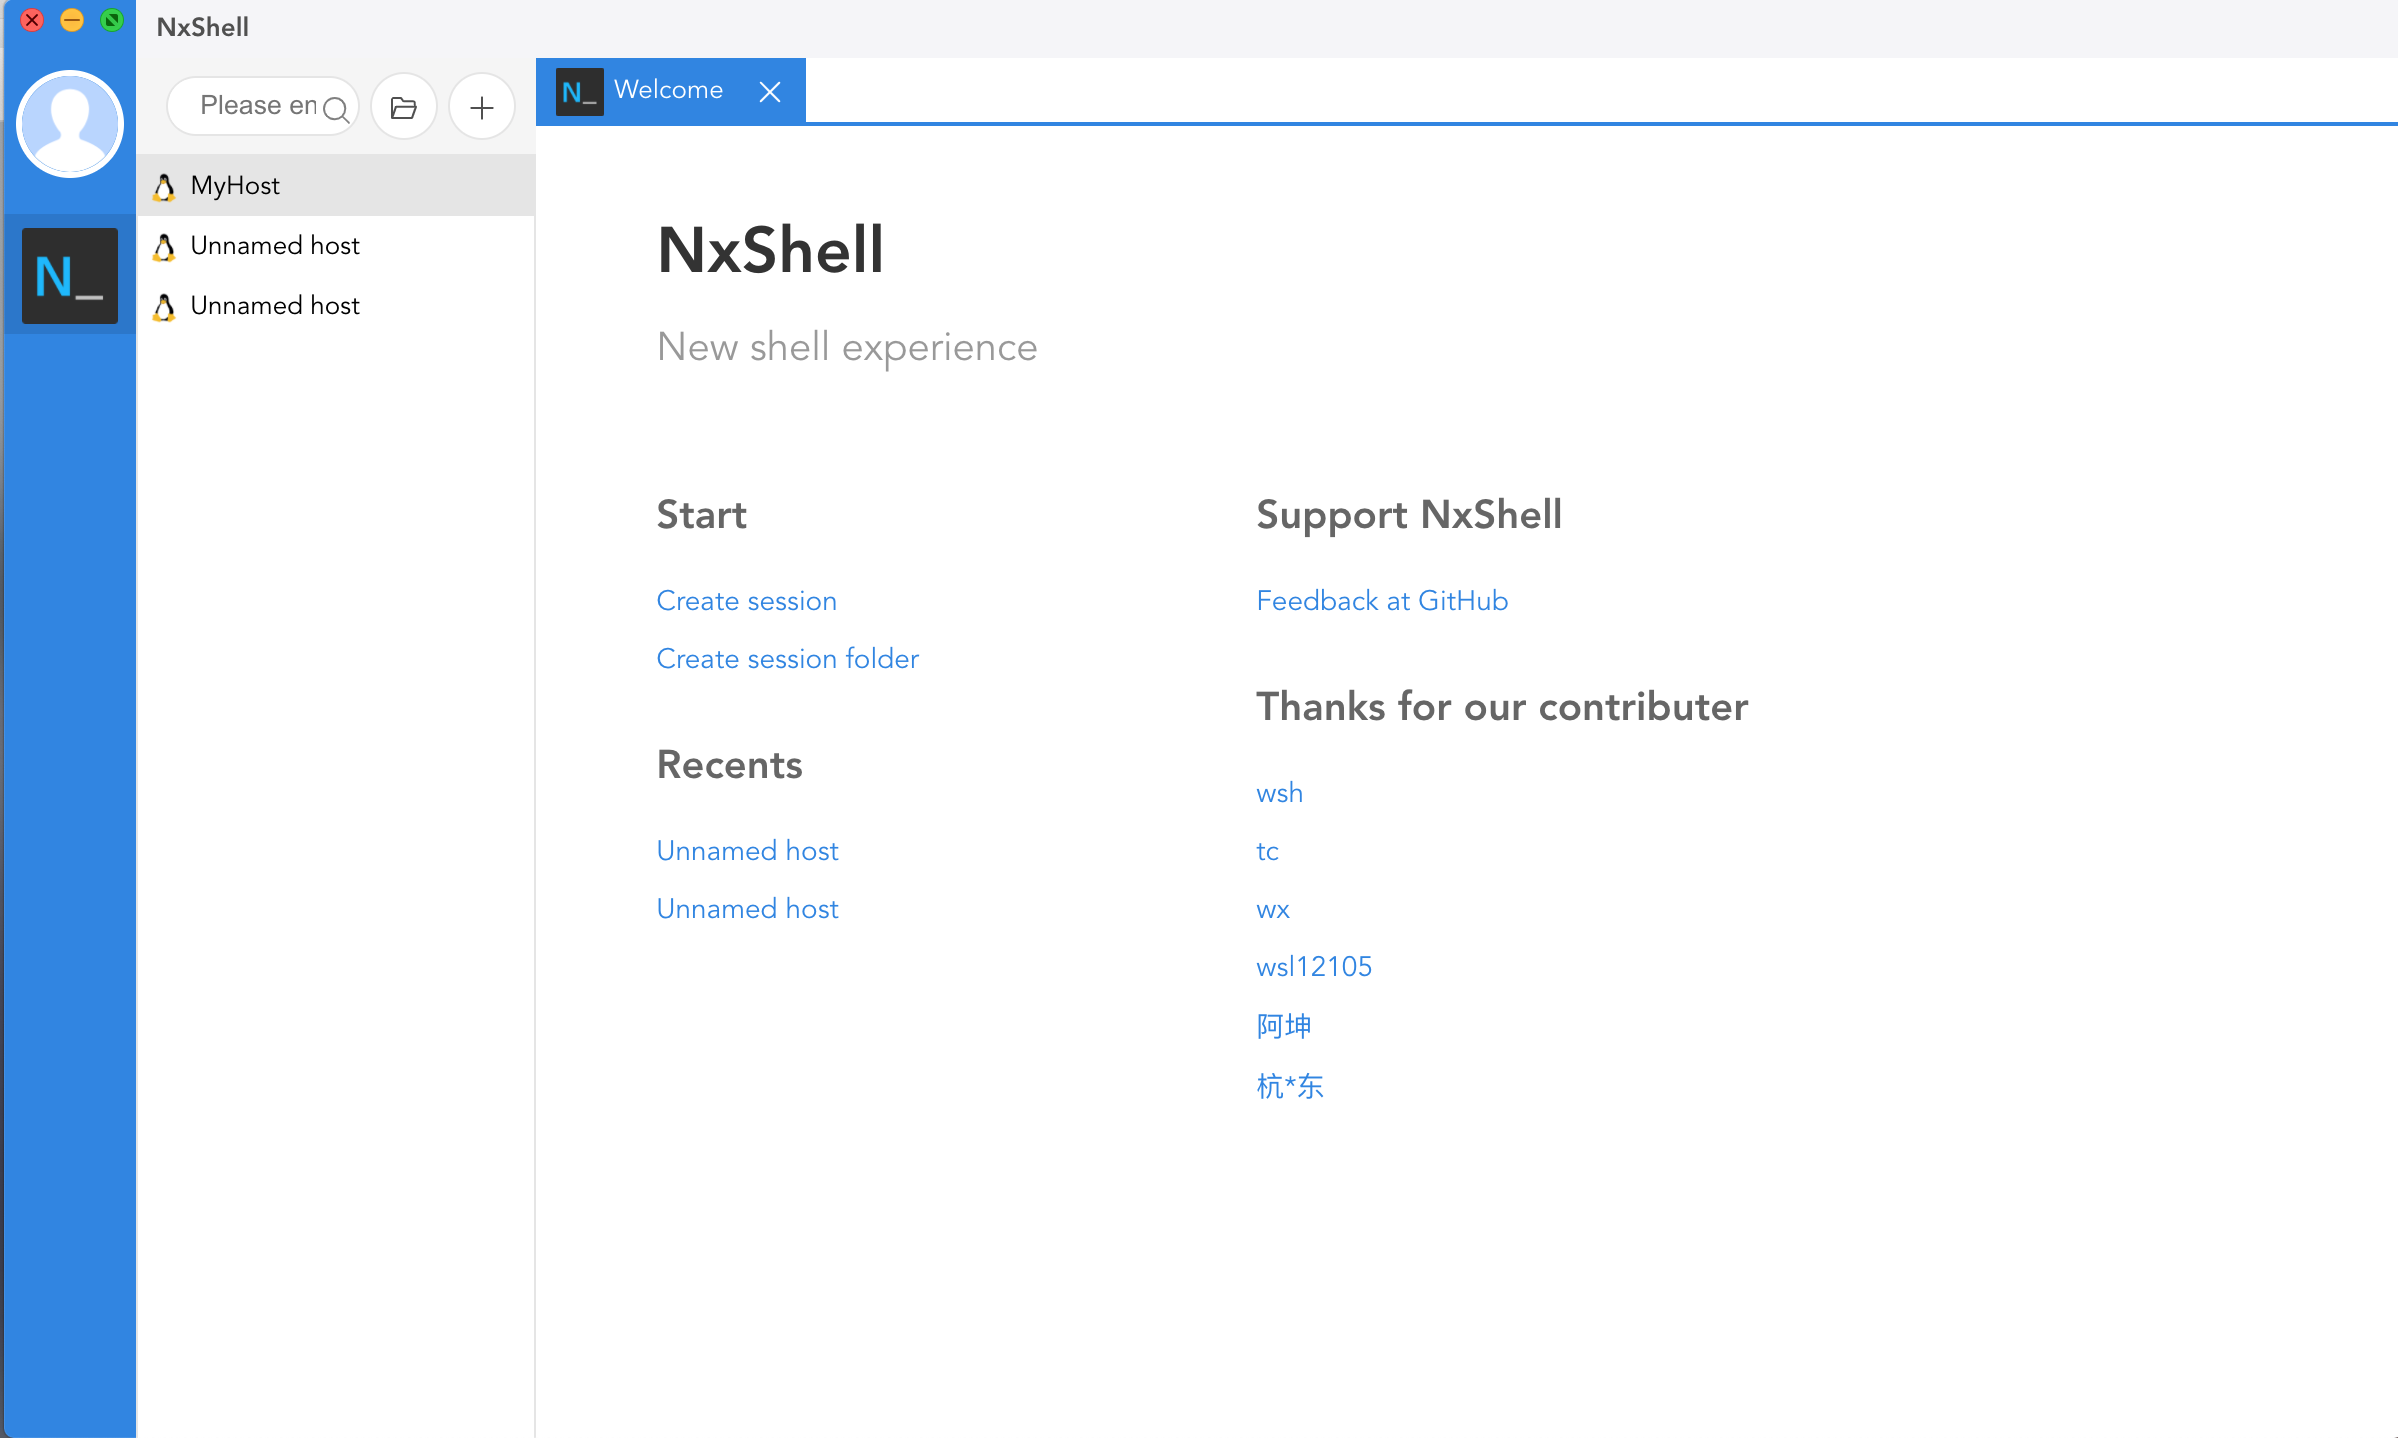 NxShell
Please en
MyHost
Unnamed host
Unnamed host
N_
N_ Welcome
NxShell
New shell experience
Start
Create session
Create session folder
Recents
Unnamed host
Unnamed host
Support NxShell
Feedback at GitHub
Thanks for our contributer
wsh
tc
wx
wsl12105
阿坤
杭*东